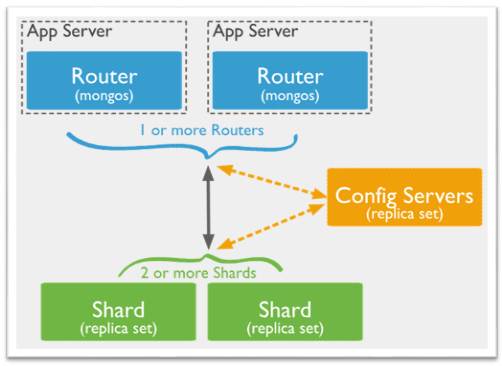 App Server
Router
(mongos)
App Server
Router
(mongos)
1 or more Routers
Config Servers
(replica set)
2 or more Shards
Shard
(replica set)
Shard
(replica set)